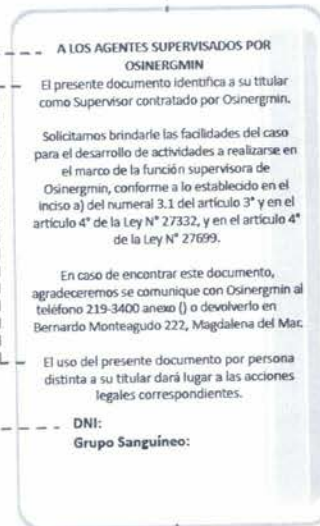 A LOS AGENTES SUPERVISADOS POR
OSINERGMIN
El presente documento identifica a su titular
como Supervisor contratado por Osinergmin.
Solicitamos brindarle las facilidades del caso
para el desarrollo de actividades a realizarse en
el marco de la función supervisora de
Osinergmin, conforme a lo establecido en el
inciso a) del numeral 3.1 del artículo 3° y en el
artículo 4° de la Ley N° 27332, y en el artículo 4°
de la Ley N° 27699.
En caso de encontrar este documento,
agradeceremos se comunique con Osinergmin al
teléfono 219-3400 anexo () o devolverlo en
Bernardo Monteagudo 222, Magdalena del Mar.
El uso del presente documento por persona
distinta a su titular dará lugar a las acciones
legales correspondientes.
DNI:
Grupo Sanguíneo: